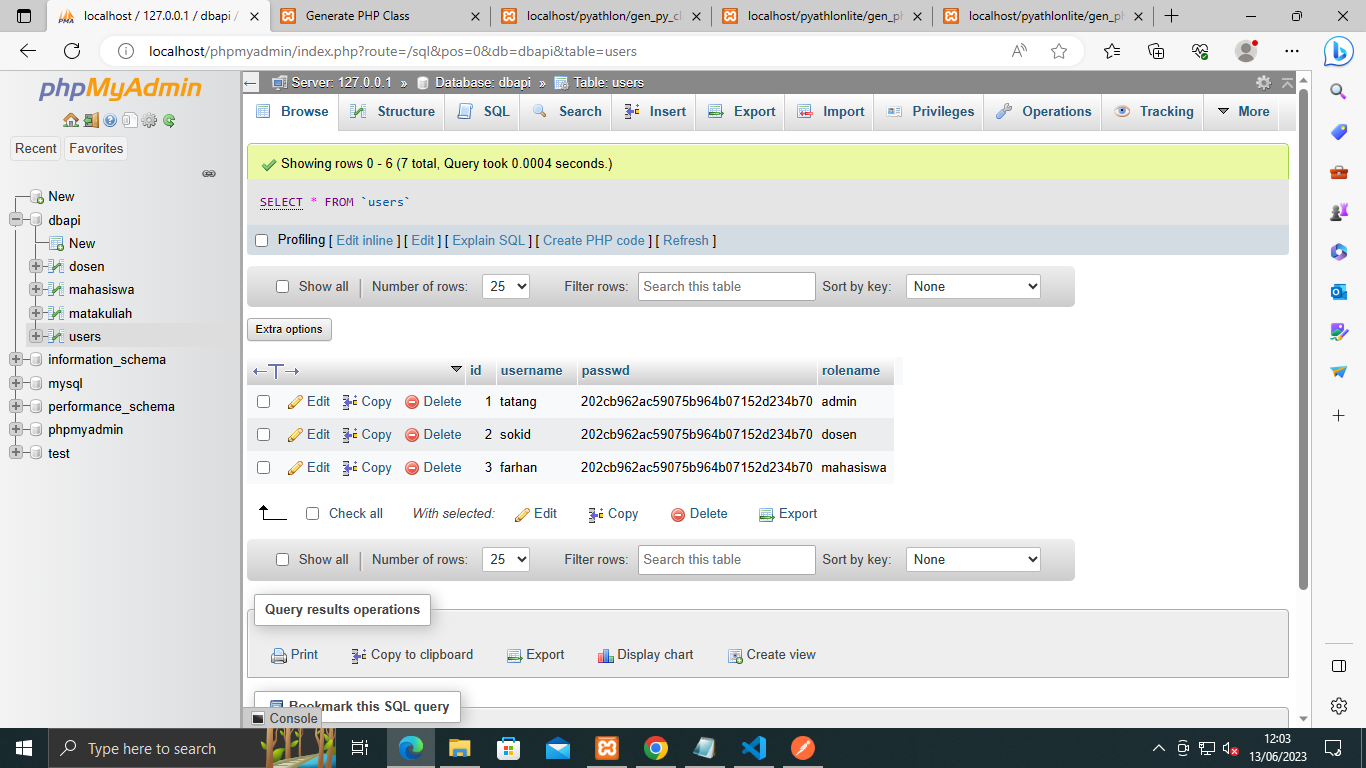 localhost / 127.0.0.1 / dbapi /
Generate PHP Class
localhost/pyathon/gen_py_cl
localhost/pyathonlite/gen_ph
localhost/pyathonlite/gen_ph
localhost/phpmyadmin/index.php?route=/sql&pos=0&db=dbapi&table=users
phpMyAdmin
Recent Favorites
New
dbapi
New
dosen
mahasiswa
matakuliah
users
information_schema
mysql
performance_schema
phpmyadmin
test
Server: 127.0.0.1 » Database: dbapi » Table: users
Browse Structure SQL Search Insert Export Import Privileges Operations Tracking More
Showing rows 0 - 6 (7 total, Query took 0.0004 seconds.)
SELECT * FROM `users`
Profiling [ Edit inline ] [ Edit ] [ Explain SQL ] [ Create PHP code ] [ Refresh ]
Show all Number of rows: 25 Filter rows: Search this table Sort by key: None
Extra options
id username passwd rolename
Edit Copy Delete 1 tatang 202cb962ac59075b964b07152d234b70 admin
Edit Copy Delete 2 sokid 202cb962ac59075b964b07152d234b70 dosen
Edit Copy Delete 3 farhan 202cb962ac59075b964b07152d234b70 mahasiswa
Check all With selected: Edit Copy Delete Export
Show all Number of rows: 25 Filter rows: Search this table Sort by key: None
Query results operations
Print Copy to clipboard Export Display chart Create view
Bookmark this SQL query
Console
Type here to search
12:03
13/06/2023